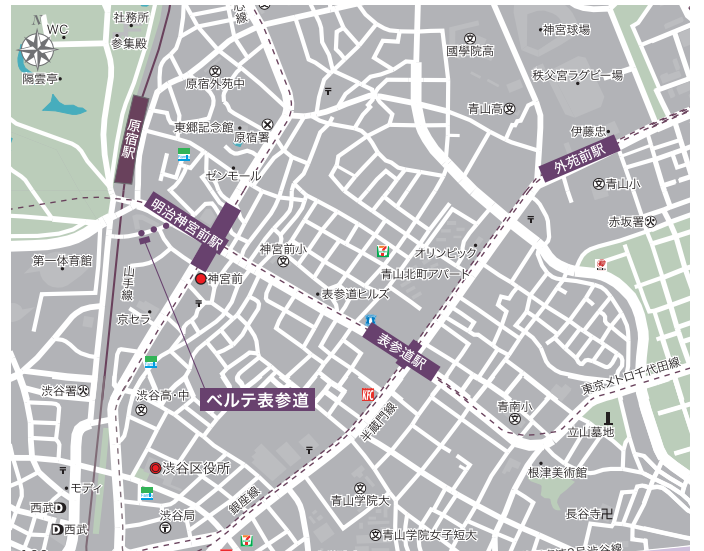 N
WC
社務所
参集殿
隔雲亭
心線
神宮球場
國學院高
秩父宮ラグビー場
原宿外苑中
青山高
東郷記念館
原宿署
伊藤忠
原宿駅
外苑前駅
ゼンモール
青山小
明治神宮前駅
赤坂署
第一体育館
神宮前小
オリンピック
神宮前
青山北町アパート
山手線
表参道ヒルズ
7
京セラ
表参道駅
東京メトロ千代田線
渋谷署
渋谷高・中
ベルテ表参道
KFC
青南小
半蔵門線
立山墓地
渋谷区役所
根津美術館
モディ
銀座線
青山学院大
西武
渋谷局
長谷寺
西武
青山学院女子短大
7